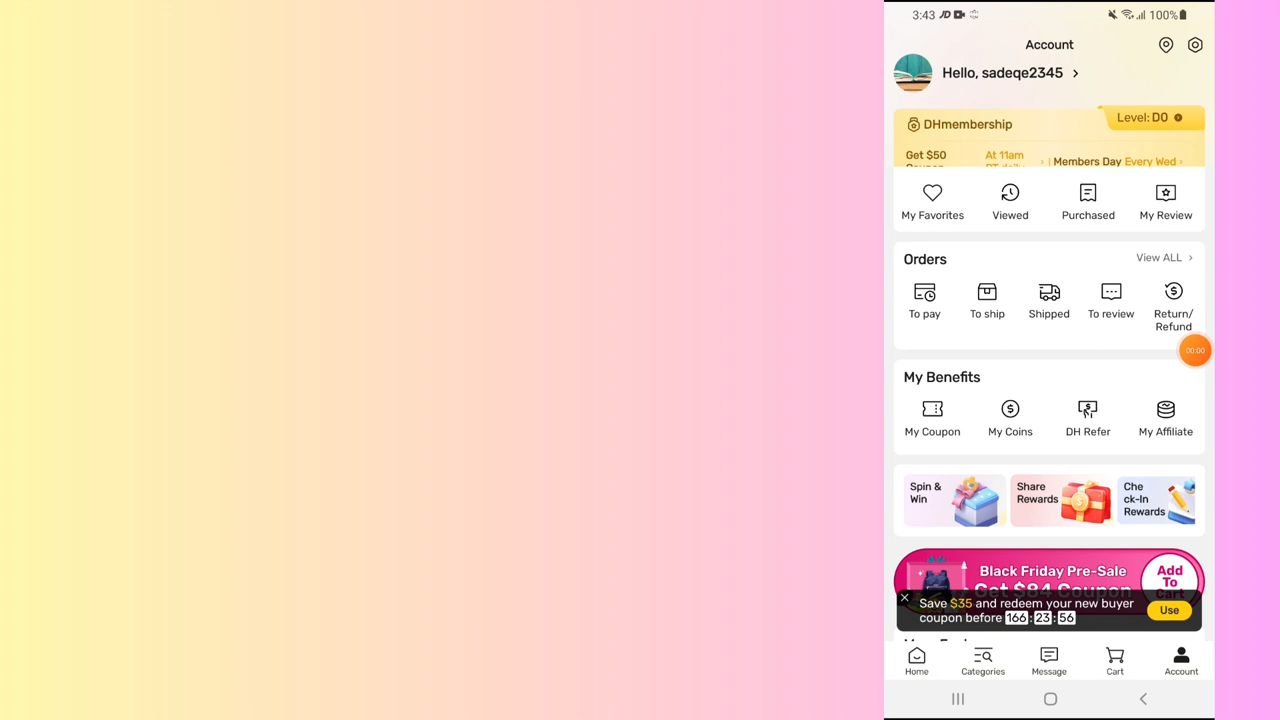 3:43
100%
Account
Hello, sadeqe2345
DHmembership
Level: D0
Get $50
At 11am
Members Day Every Wed
My Favorites
Viewed
Purchased
My Review
Orders
View ALL
To pay
To ship
Shipped
To review
Return/
Refund
00:00
My Benefits
My Coupon
My Coins
DH Refer
My Affiliate
Spin &
Win
Share
Rewards
Che
ck-In
Rewards
Black Friday Pre-Sale
Get $84 Coupon
Add
To
Cart
Save $35 and redeem your new buyer
coupon before 166:23:56
Use
Home
Categories
Message
Cart
Account